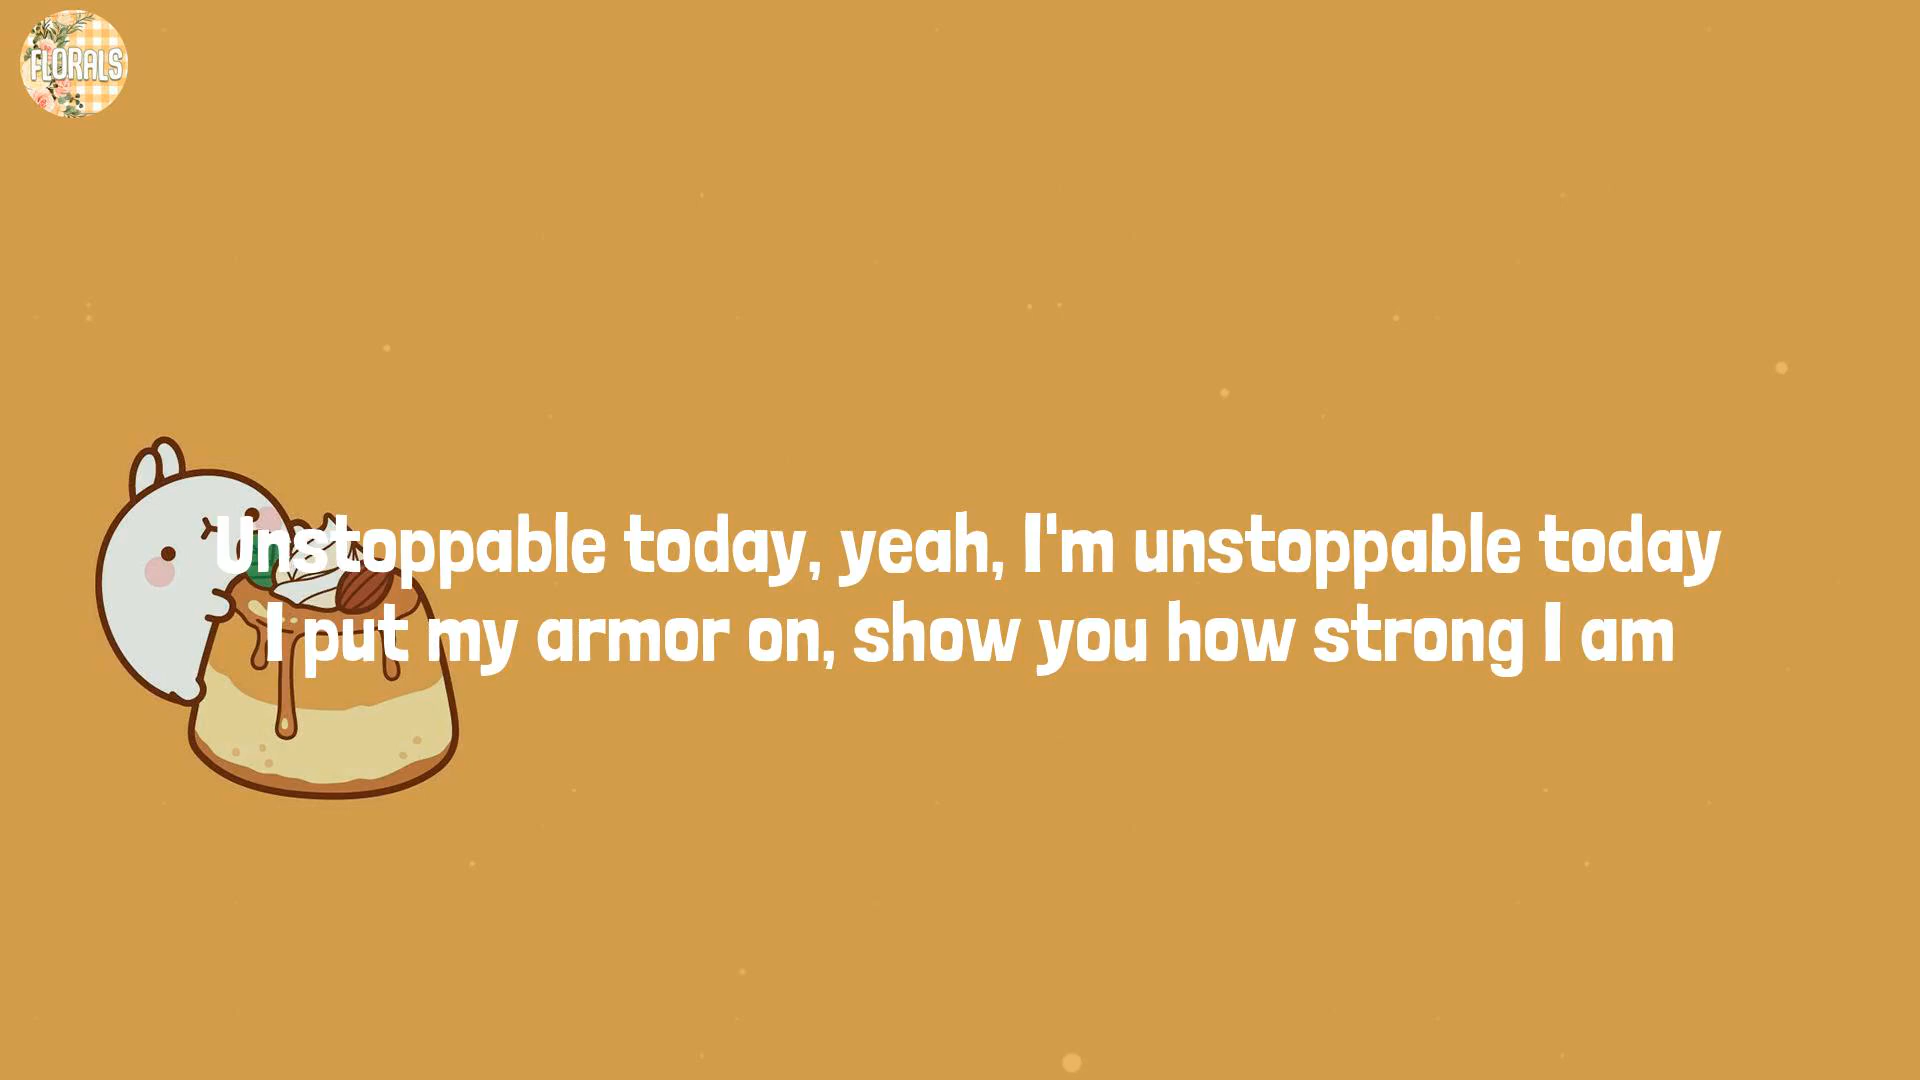 FLORALS
Unstoppable today, yeah, I'm unstoppable today
I put my armor on, show you how strong I am